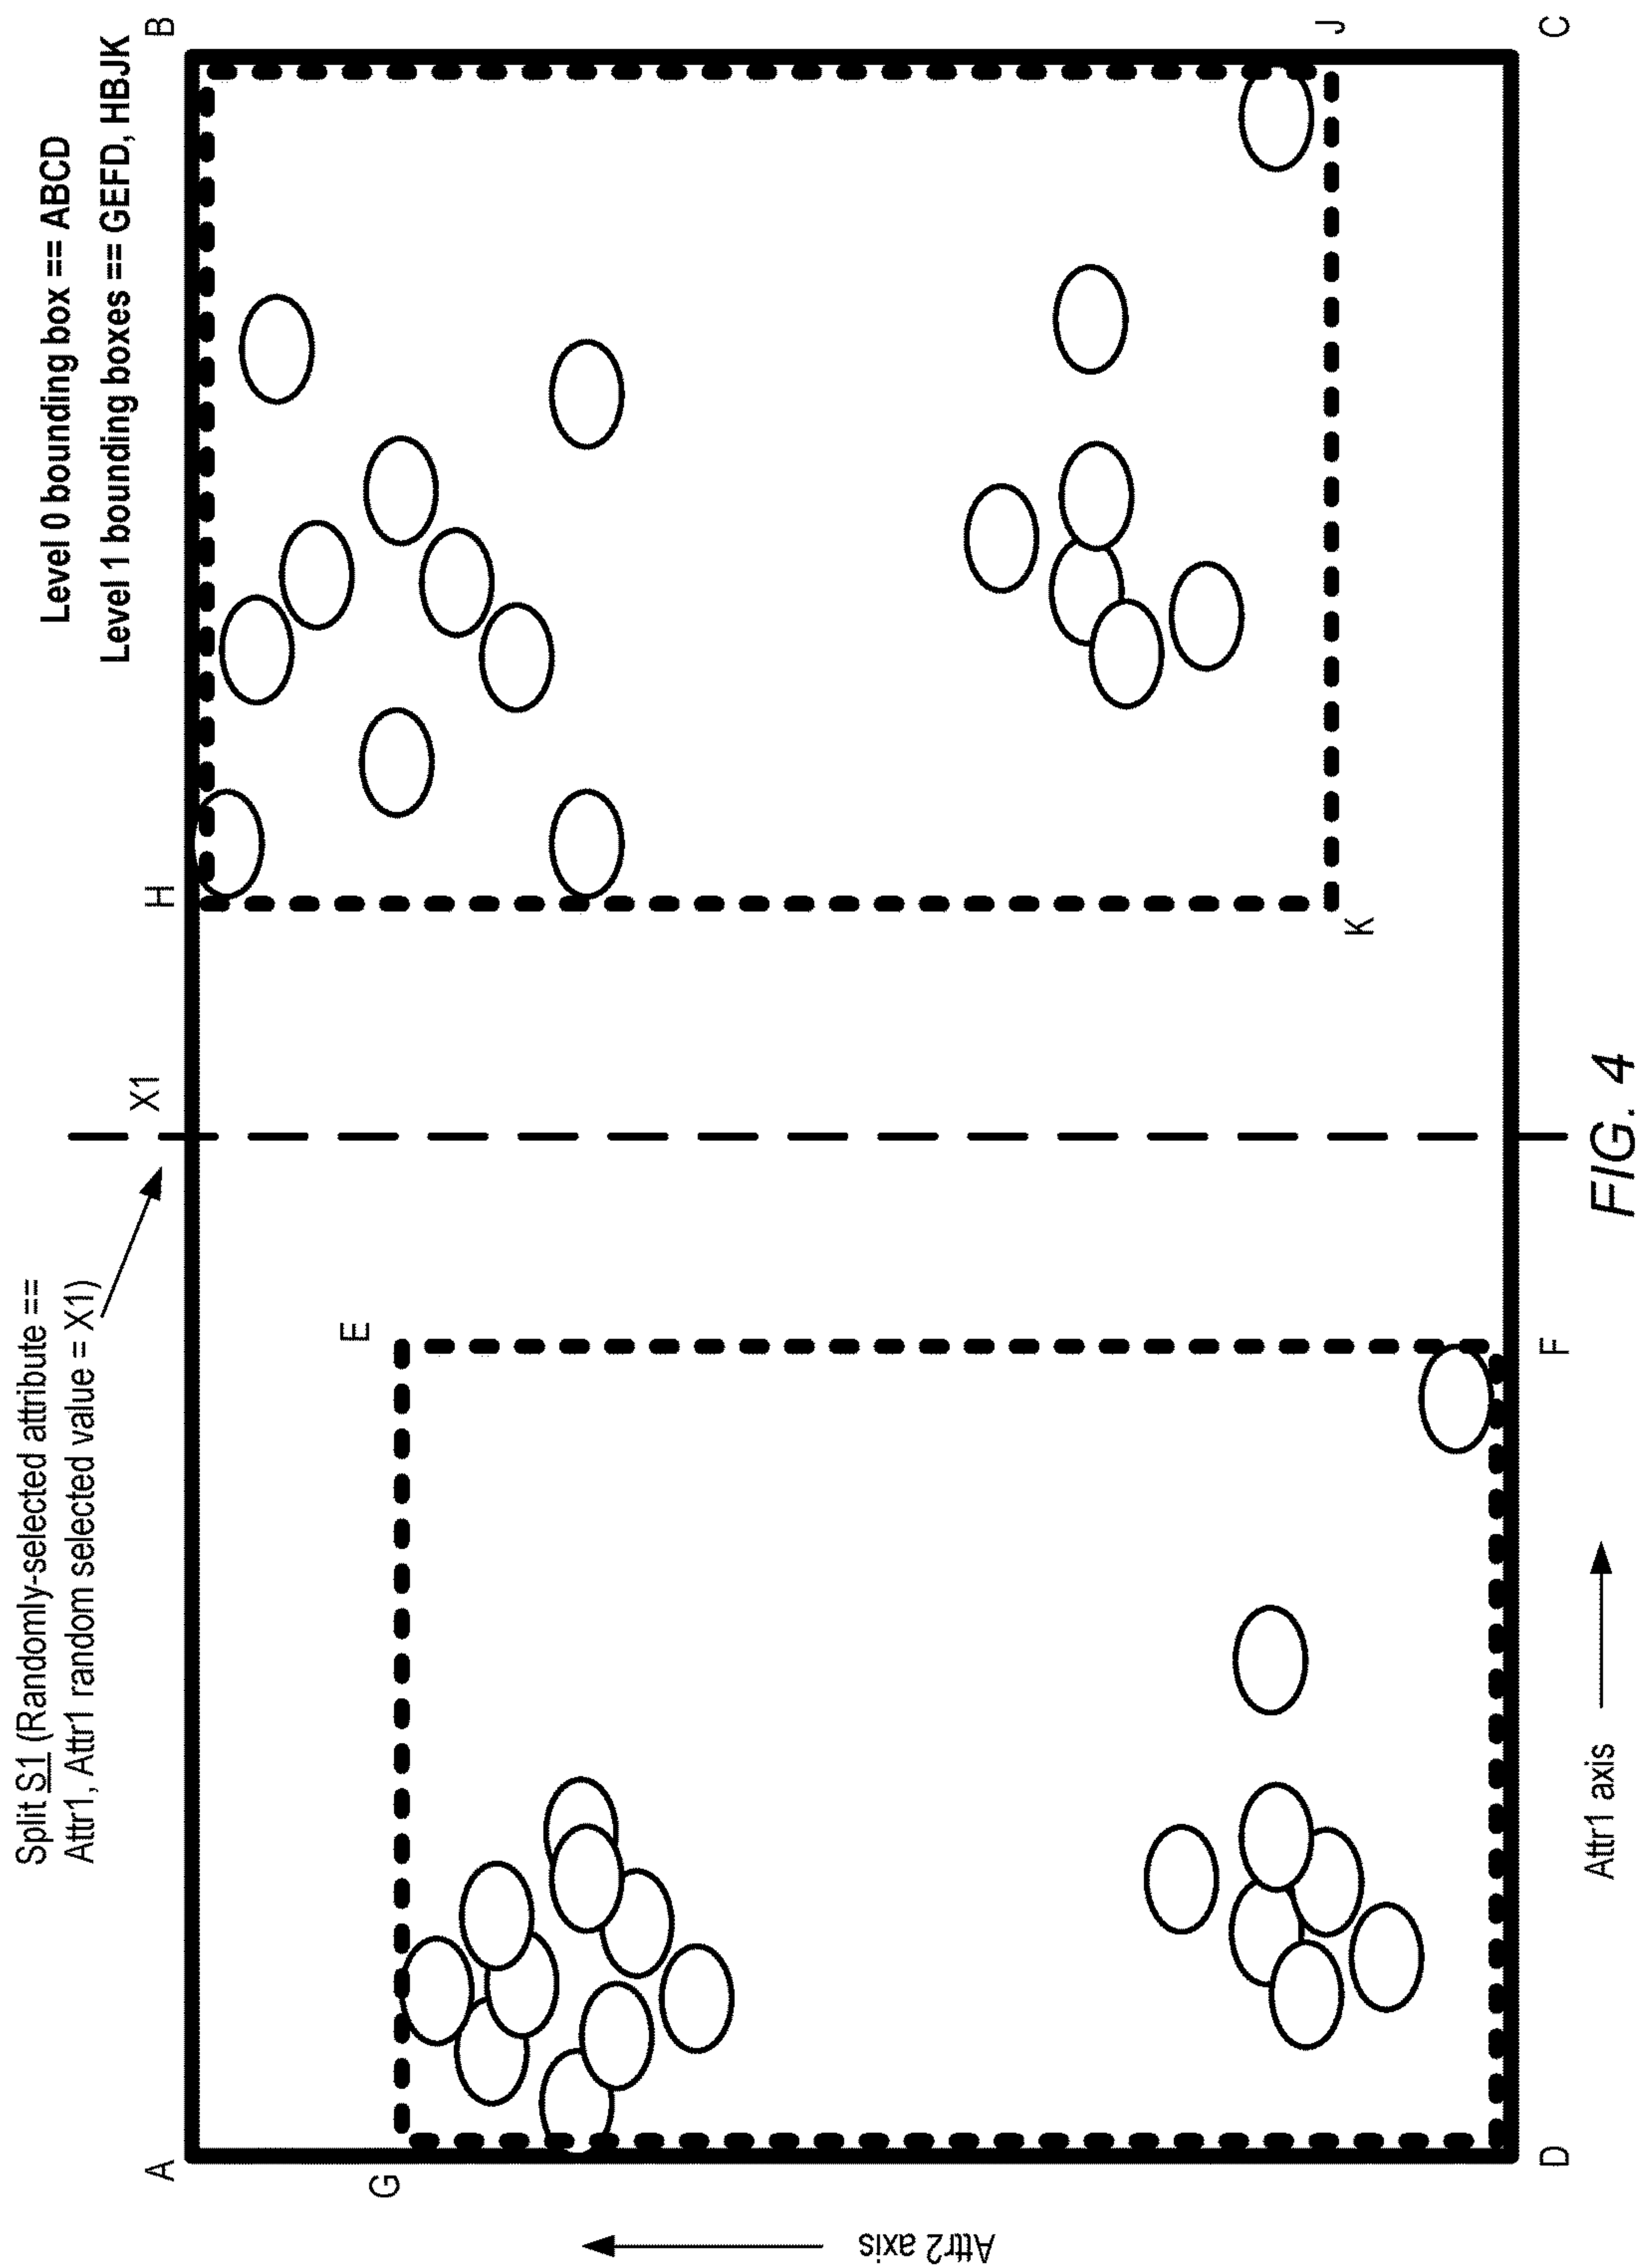 Split S1 (Randomly-selected attribute ==
Attr1, Attr1 random selected value = X1)
Level 0 bounding box == ABCD
Level 1 bounding boxes == GEFD, HBJK
X1
A
H
B
G
E
K
J
D
F
C
Attr2 axis
Attr1 axis
FIG. 4